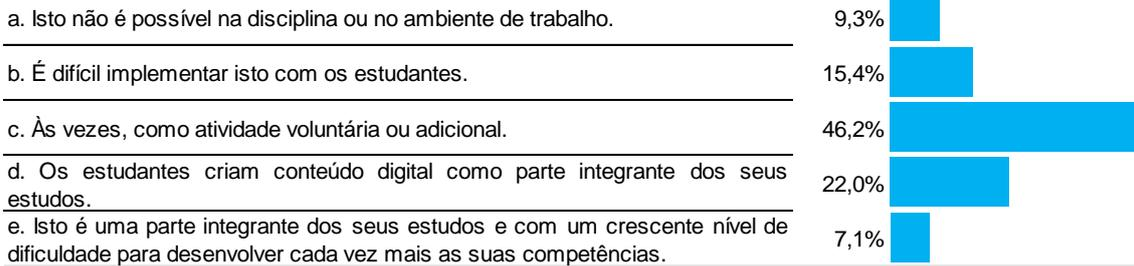 a. Isto não é possível na disciplina ou no ambiente de trabalho. 9,3%
b. É difícil implementar isto com os estudantes. 15,4%
c. Às vezes, como atividade voluntária ou adicional. 46,2%
d. Os estudantes criam conteúdo digital como parte integrante dos seus
estudos. 22,0%
e. Isto é uma parte integrante dos seus estudos e com um crescente nível de
dificuldade para desenvolver cada vez mais as suas competências. 7,1%